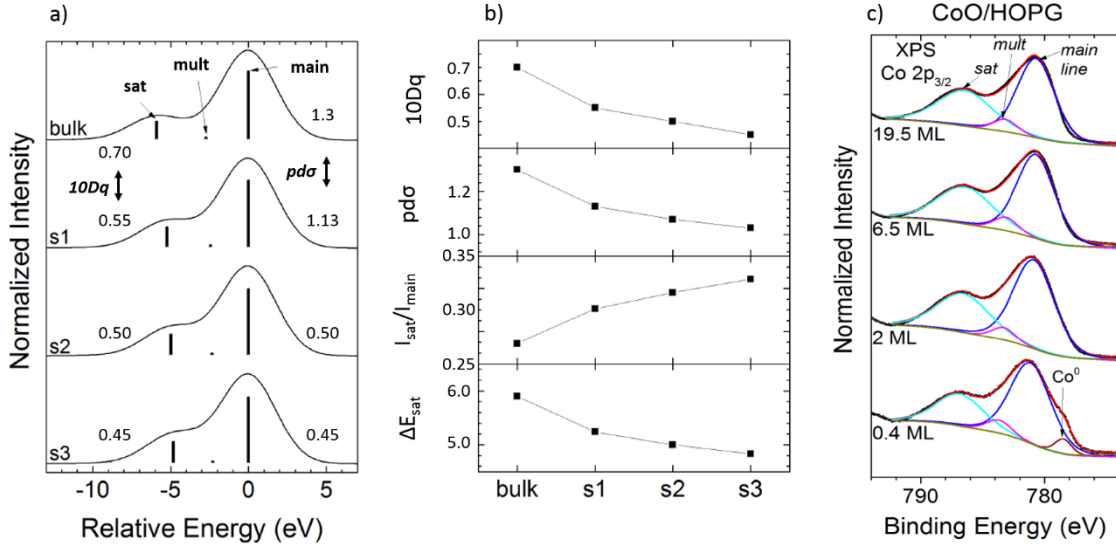 a)
sat
mult
main
bulk
1.3
0.70
10Dq
pdσ
0.55
1.13
s1
0.50
0.50
s2
0.45
0.45
s3
Normalized Intensity
-10
-5
0
5
Relative Energy (eV)
b)
10Dq
0.7
0.6
0.5
pdσ
1.2
1.0
Isat/Imain
0.35
0.30
0.25
ΔEsat
6.0
5.0
bulk
s1
s2
s3
c)
CoO/HOPG
XPS
Co 2p3/2
sat
mult
main
line
19.5 ML
6.5 ML
2 ML
Co0
0.4 ML
Normalized Intensity
790
780
Binding Energy (eV)